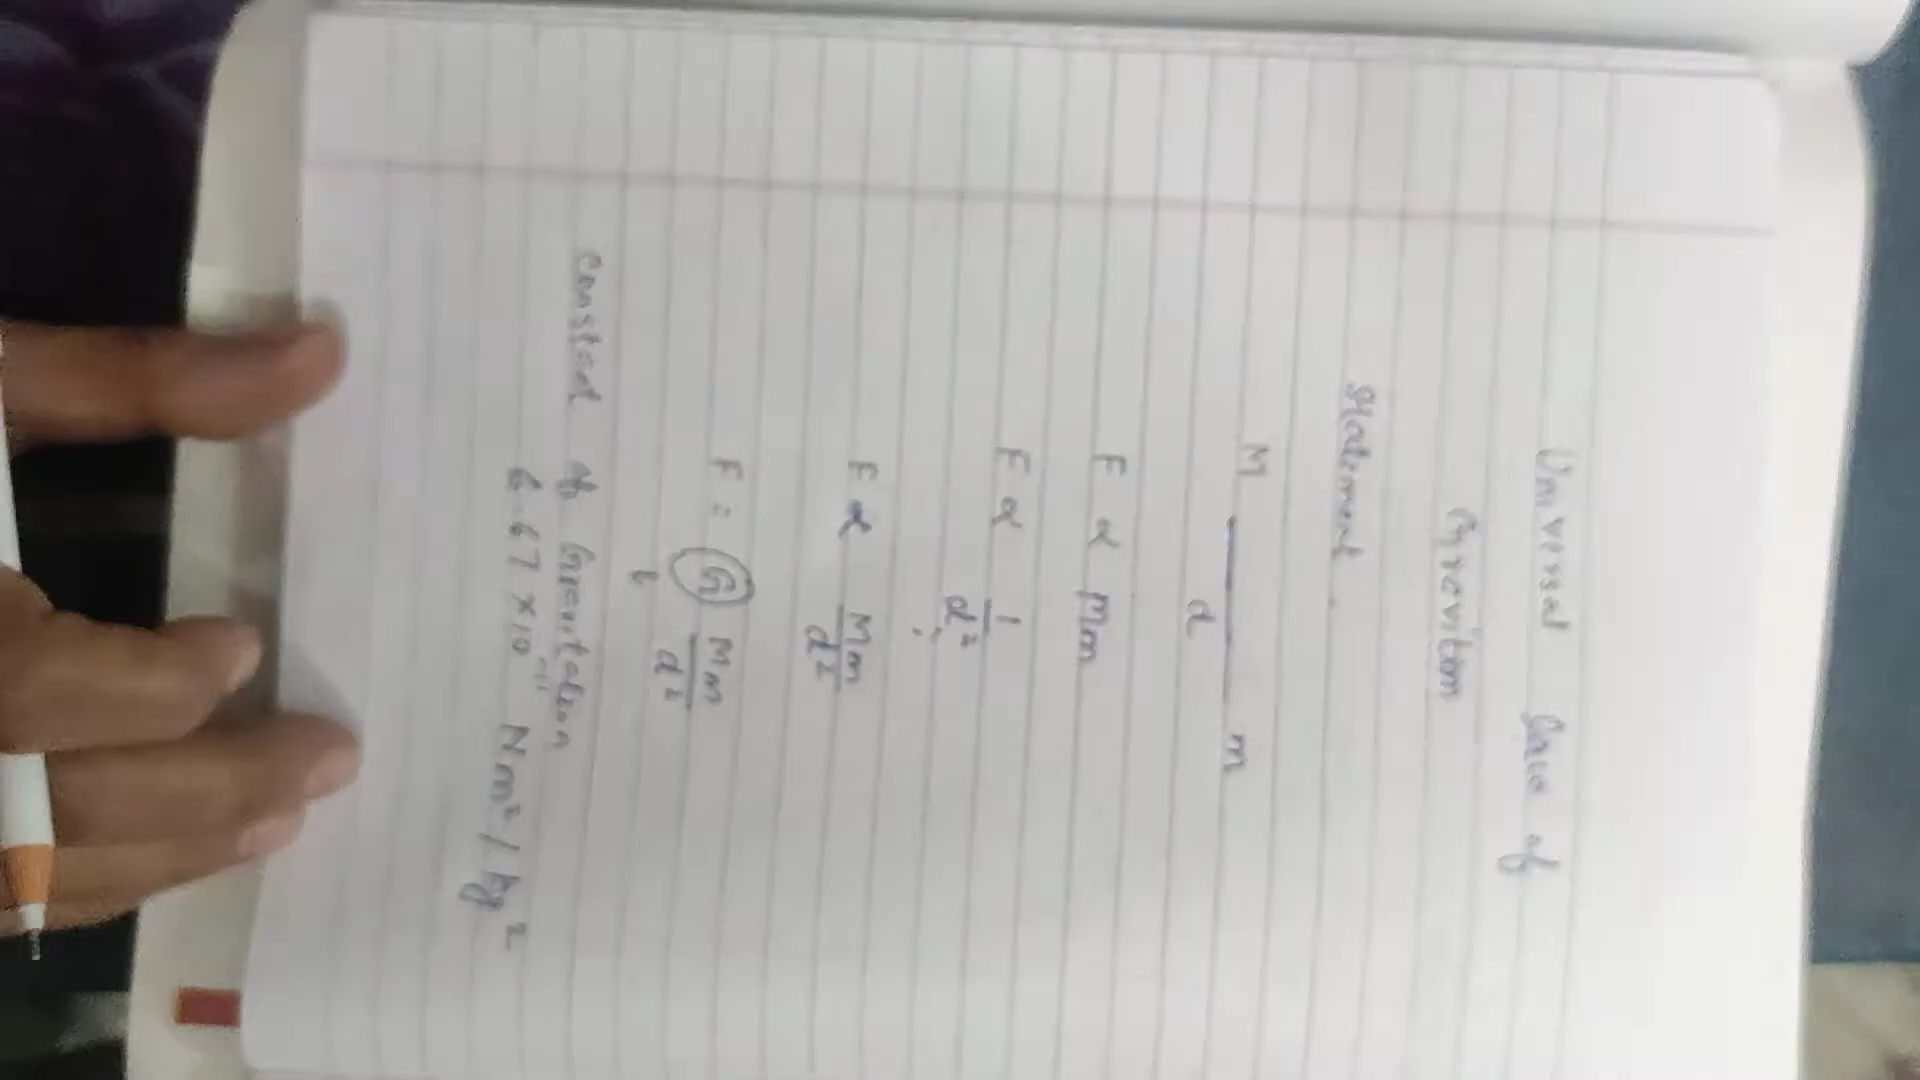 Universal law of
Gravitation
Statement.
M ——— m
d
F α Mm
F α 1/d²
F α Mm/d²
F = G Mm/d²
constant of Gravitation
6.67 × 10⁻¹¹ Nm² / kg²